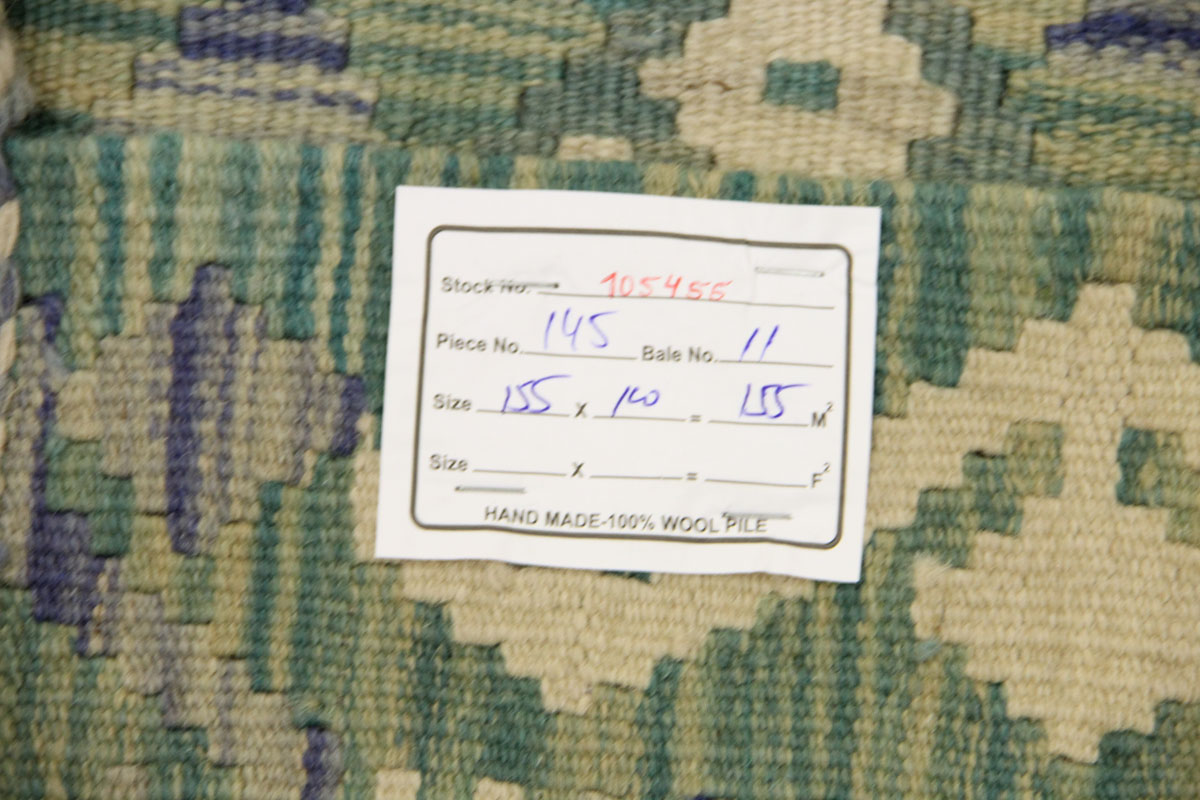 Stock No. 105455
Piece No. 145 Bale No. 11
Size 155 X 100 = 155 M²
Size X = F²
HAND MADE-100% WOOL PILE